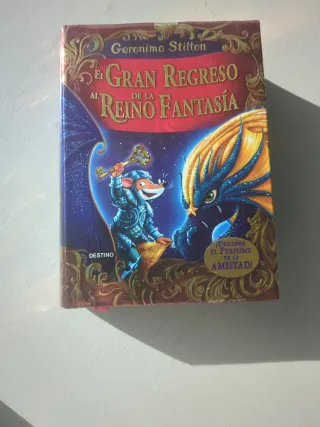 Geronimo Stilton
EL GRAN REGRESO
AL REINO DE LA FANTASÍA
¡DESCUBRE
EL PERFUME
DE LA
AMISTAD!
DESTINO